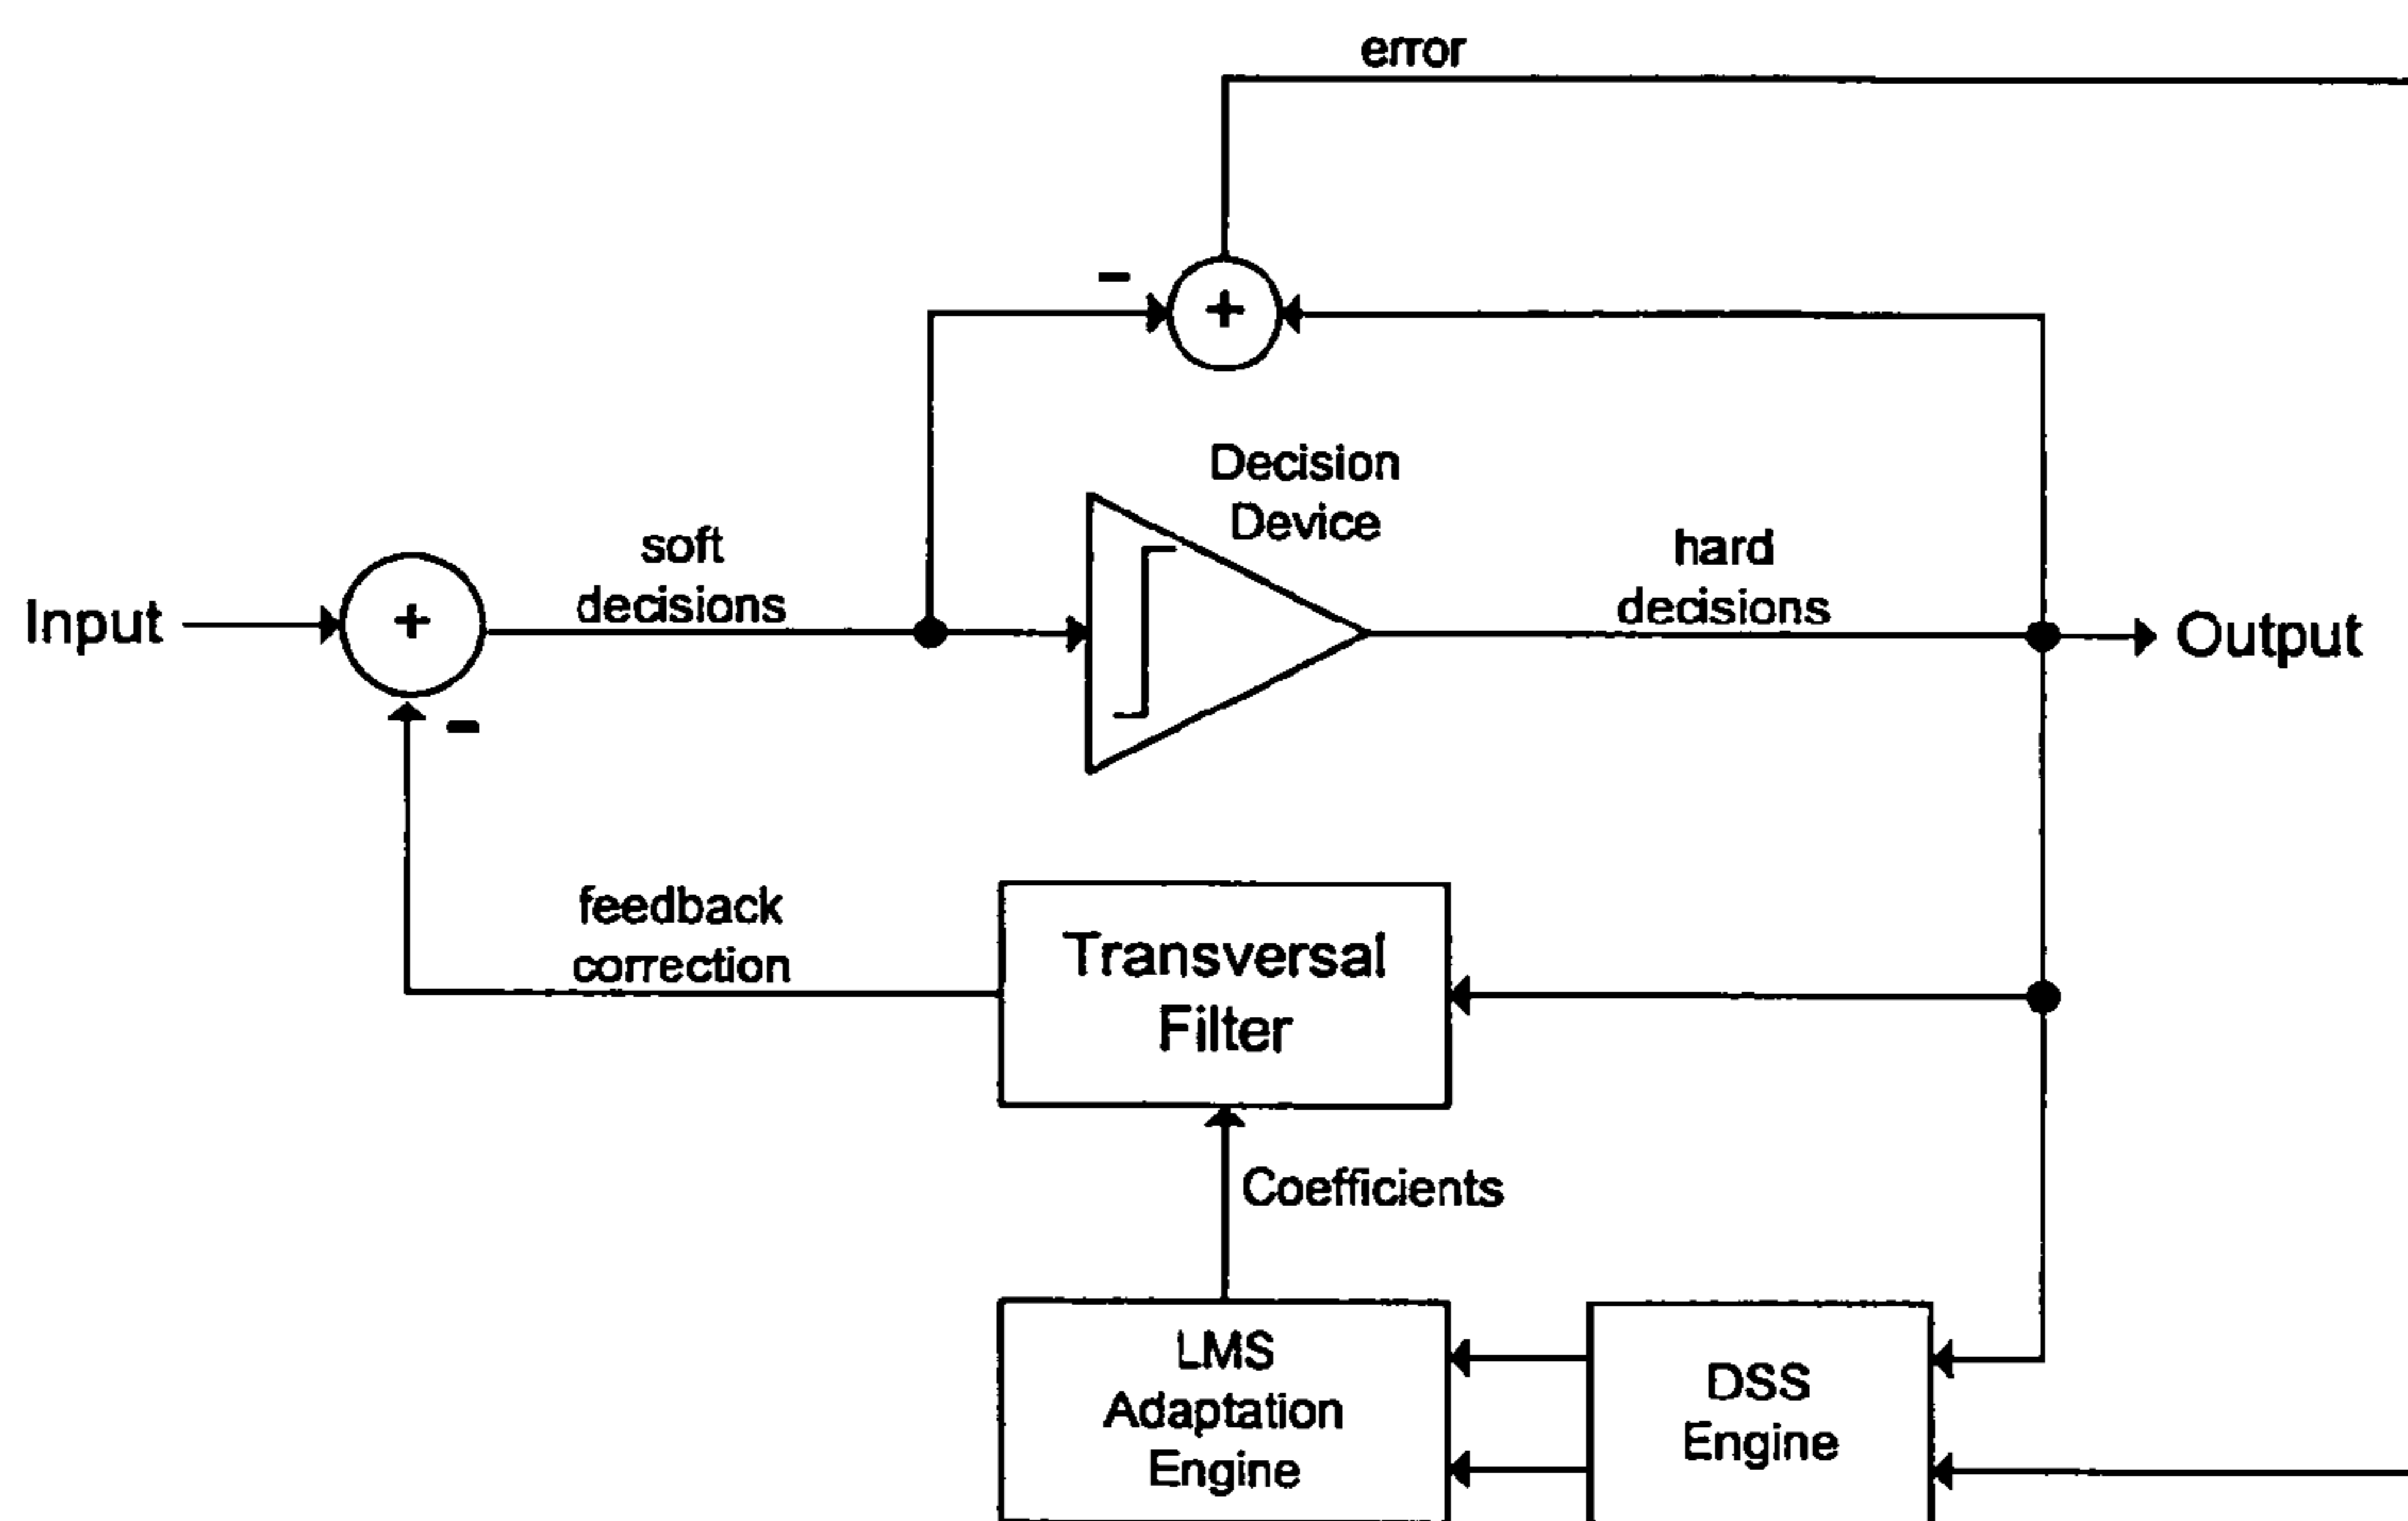 error
-
+
Decision
Device
soft
decisions
hard
decisions
Input
+
Output
-
feedback
correction
Transversal
Filter
Coefficients
LMS
Adaptation
Engine
DSS
Engine